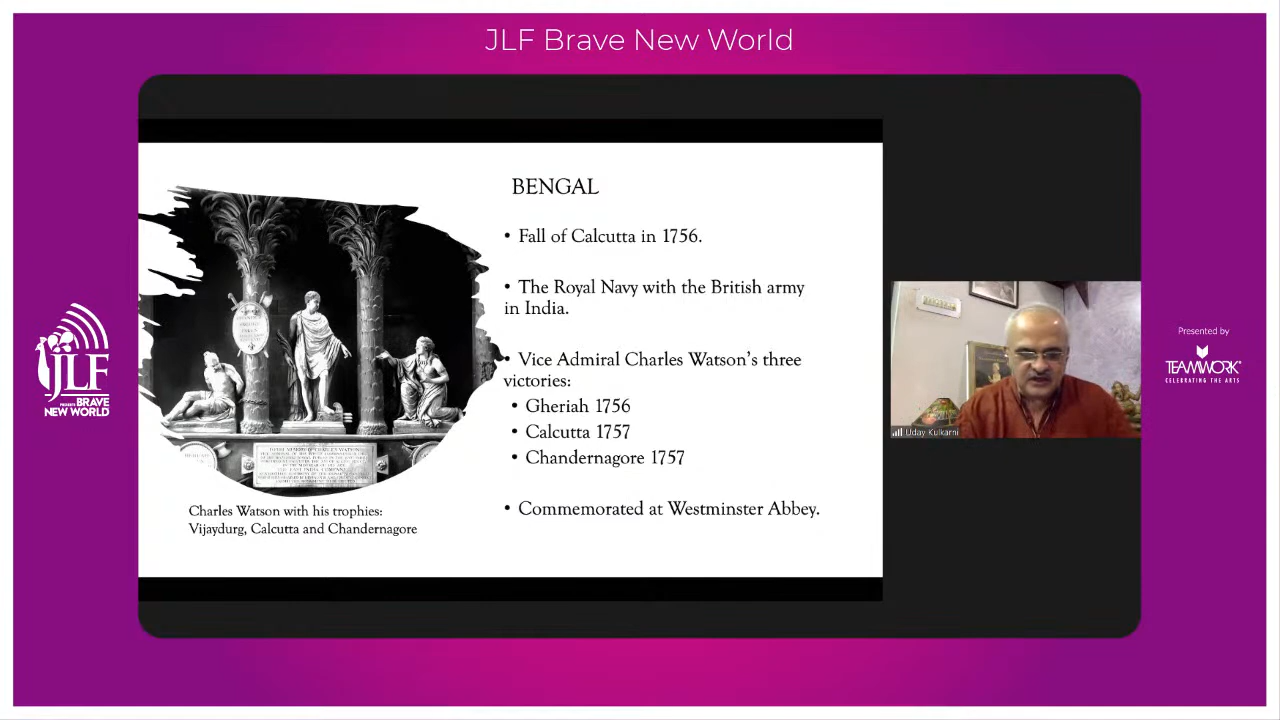 JLF Brave New World
BENGAL
• Fall of Calcutta in 1756.
• The Royal Navy with the British army
in India.
• Vice Admiral Charles Watson's three
victories:
• Gheriah 1756
• Calcutta 1757
• Chandernagore 1757
• Commemorated at Westminster Abbey.
Charles Watson with his trophies:
Vijaydurg, Calcutta and Chandernagore
Uday Kulkarni
JLF
PRESENTS BRAVE
NEW WORLD
Presented by
TEAMWORK
CELEBRATING THE ARTS